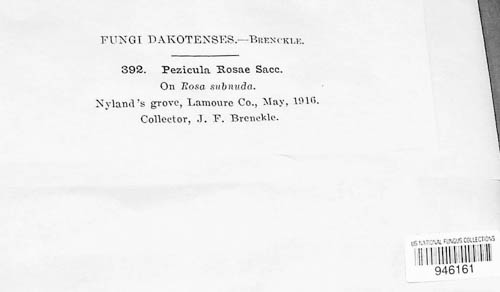 FUNGI DAKOTENSES.—BRENCKLE.
392. Pezicula Rosae Sacc.
On Rosa subnuda.
Nyland's grove, Lamoure Co., May, 1916.
Collector, J. F. Brenckle.
US NATIONAL FUNGUS COLLECTIONS
946161